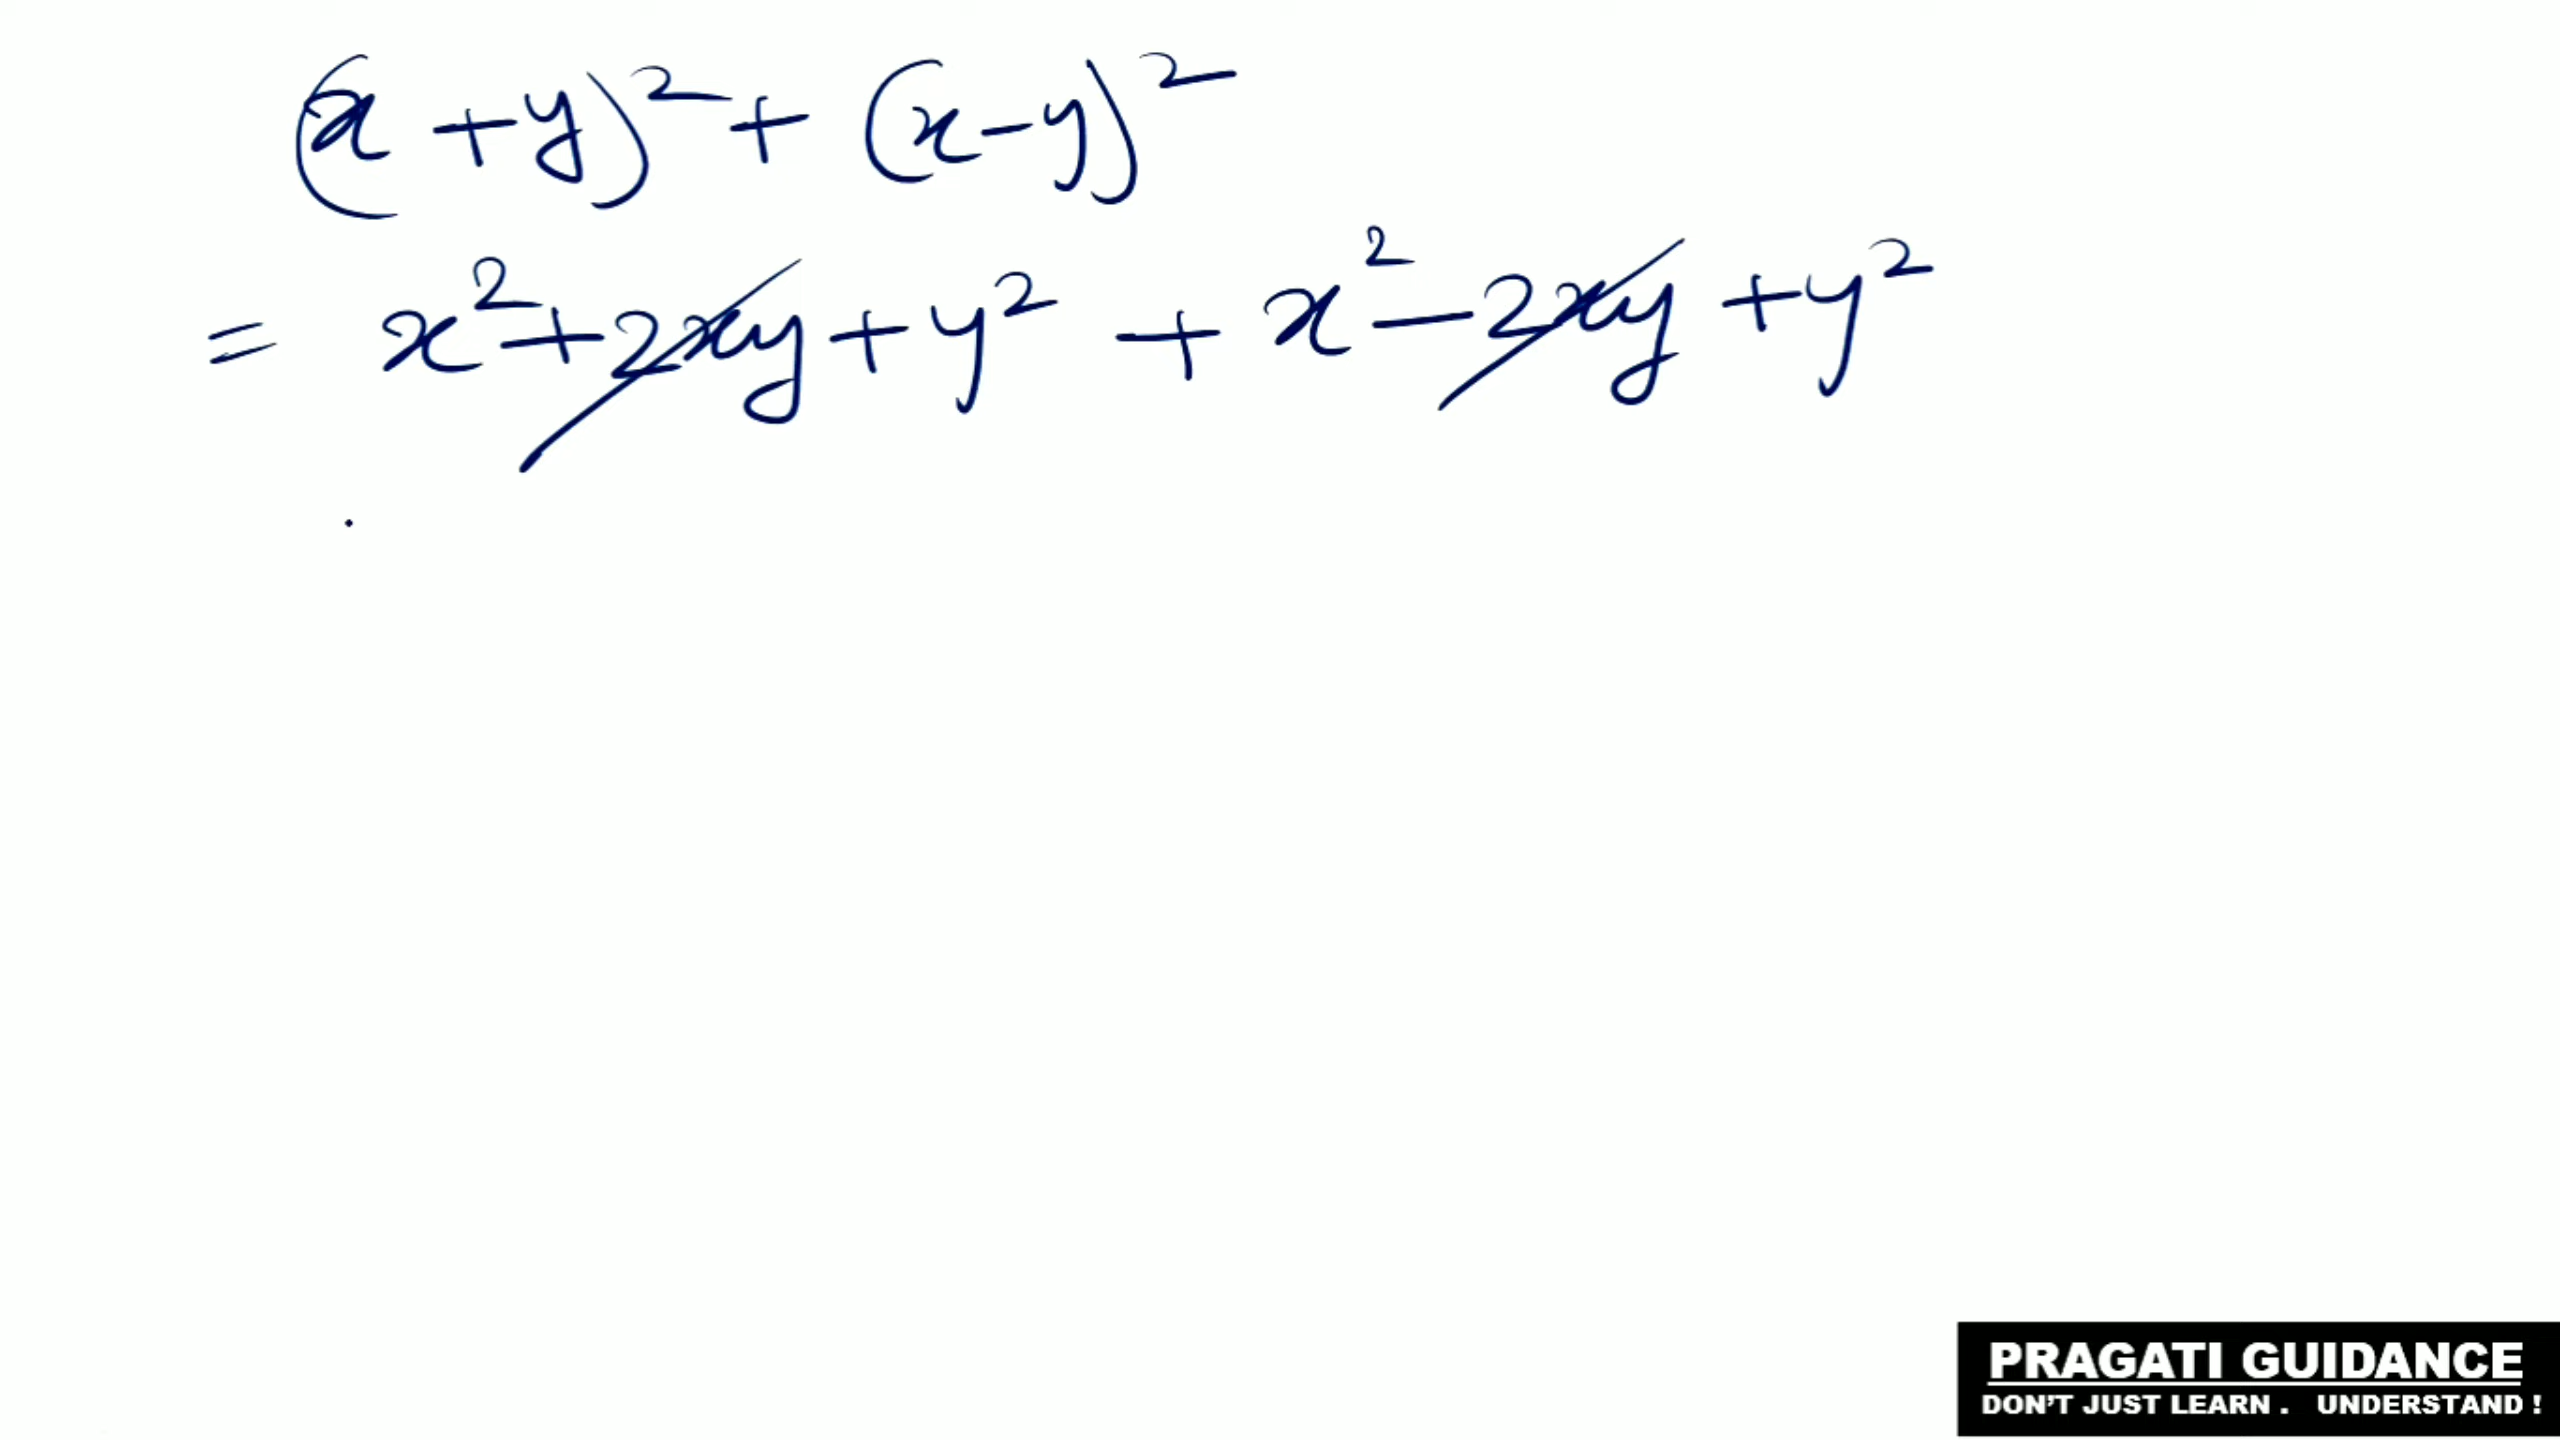 (x + y)² + (x - y)²
= x² + 2xy + y² + x² - 2xy + y²
PRAGATI GUIDANCE
DON'T JUST LEARN . UNDERSTAND !